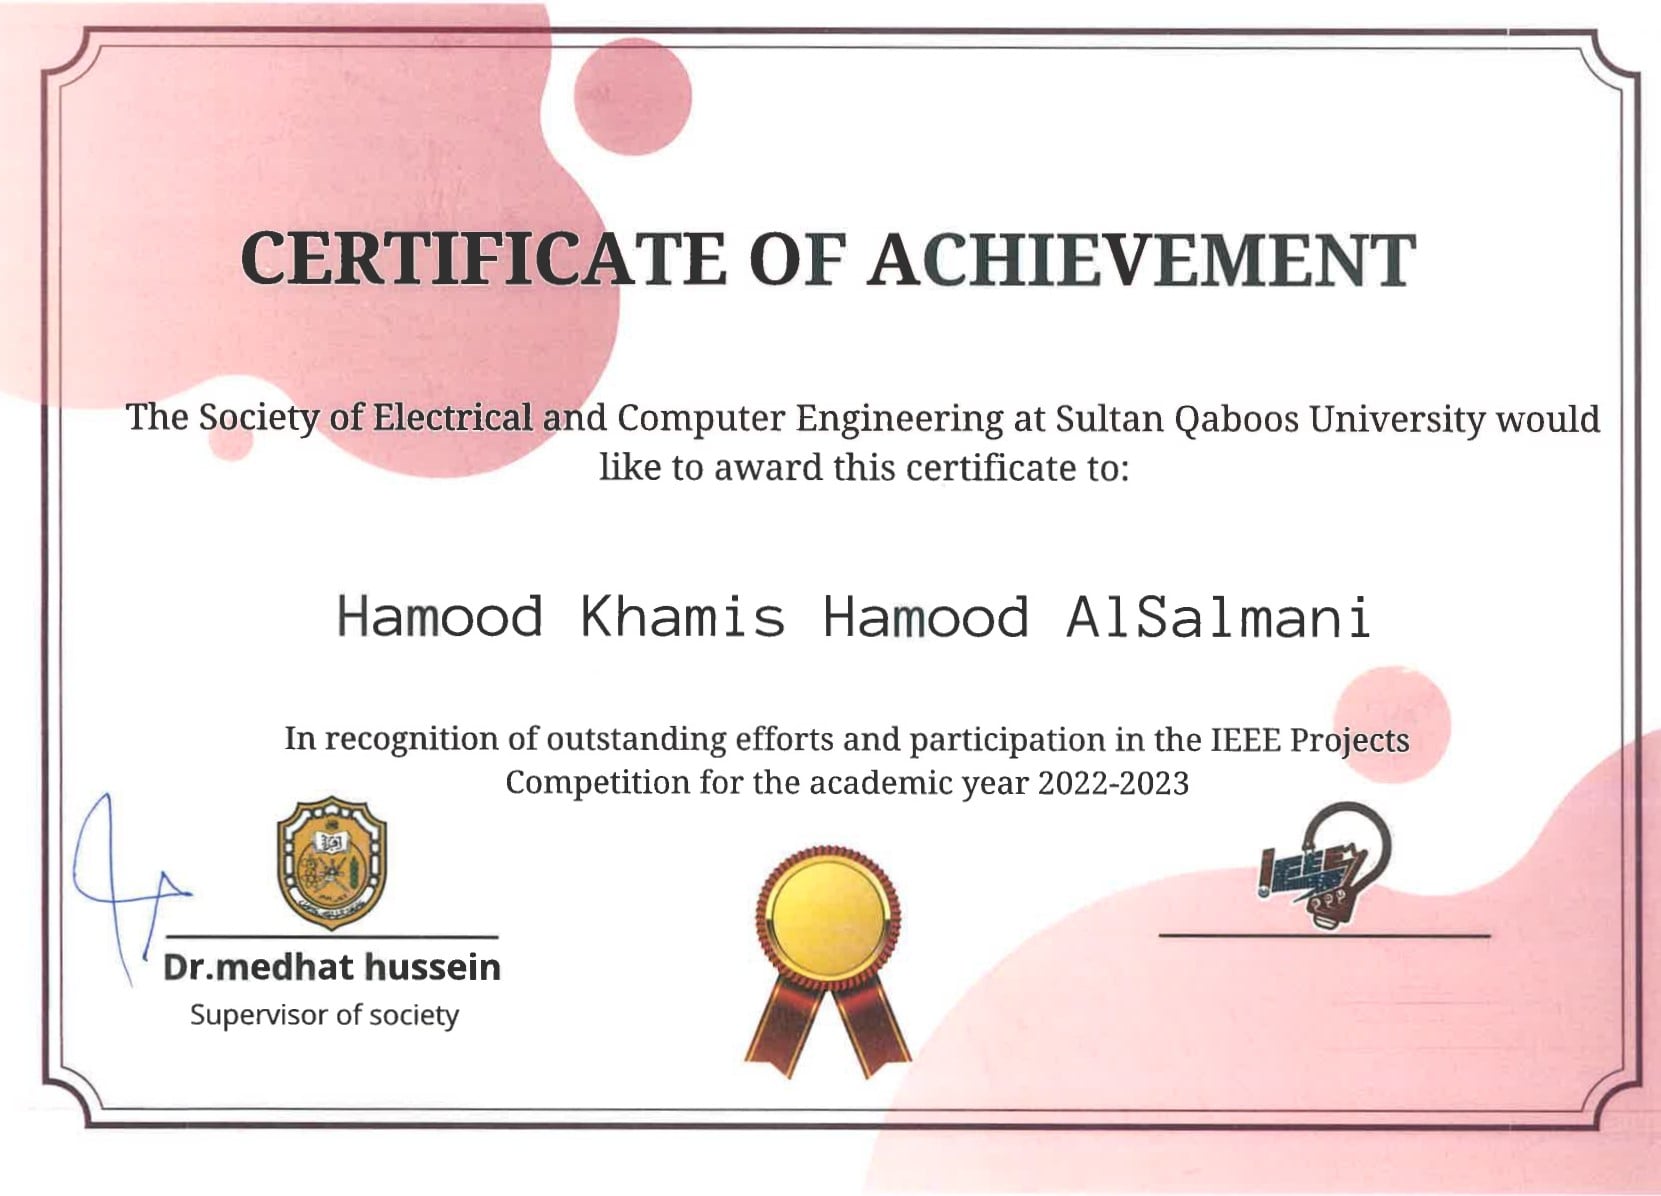 CERTIFICATE OF ACHIEVEMENT
The Society of Electrical and Computer Engineering at Sultan Qaboos University would
like to award this certificate to:
Hamood Khamis Hamood AlSalmani
In recognition of outstanding efforts and participation in the IEEE Projects
Competition for the academic year 2022-2023
IEEE
Dr.medhat hussein
Supervisor of society